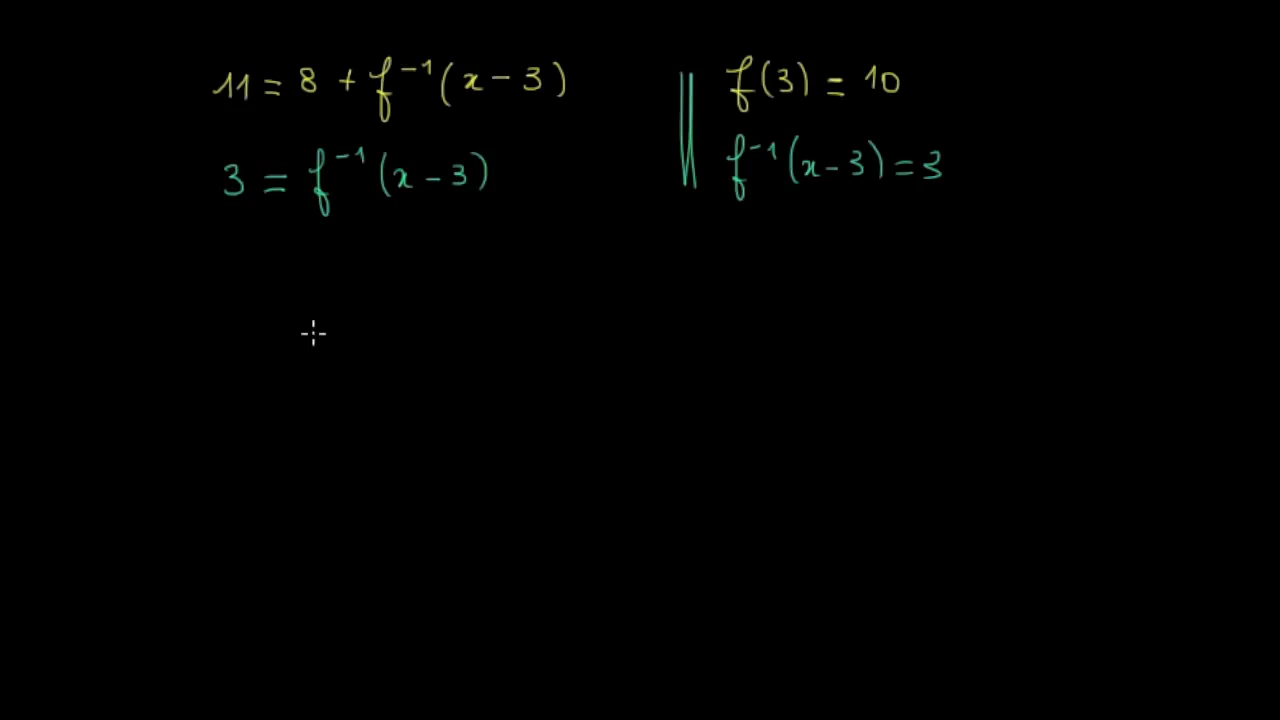 11 = 8 + f⁻¹(x − 3)
3 = f⁻¹(x − 3)
f(3) = 10
f⁻¹(x − 3) = 3